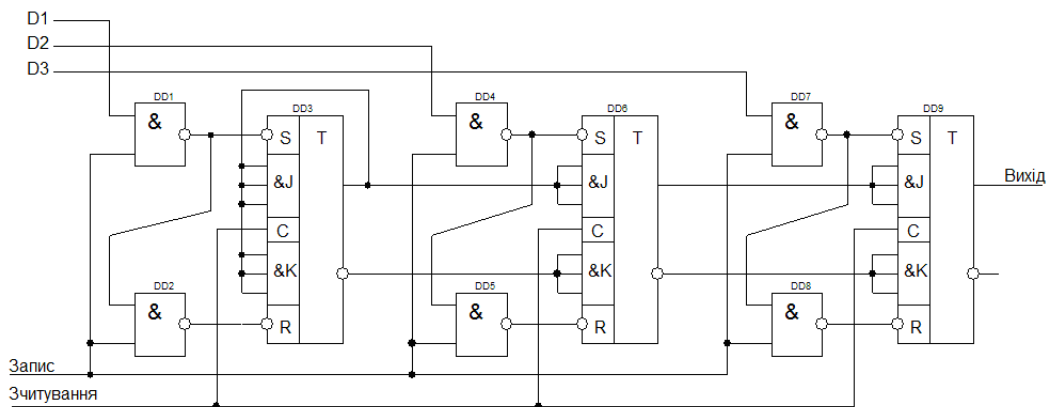 D1
D2
D3
DD1
&
DD3
S
T
&J
C
&K
R
DD2
&
DD4
&
DD6
S
T
&J
C
&K
R
DD5
&
DD7
&
DD9
S
T
&J
C
&K
R
DD8
&
Вихід
Запис
Зчитування